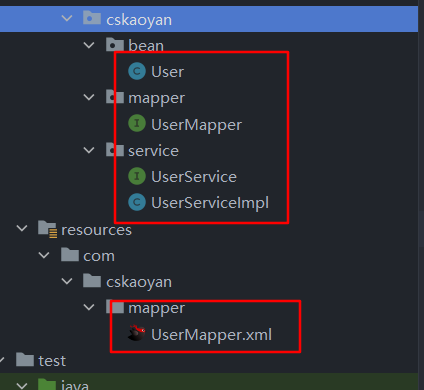 cskaoyan
bean
User
mapper
UserMapper
service
UserService
UserServiceImpl
resources
com
cskaoyan
mapper
UserMapper.xml
test
java